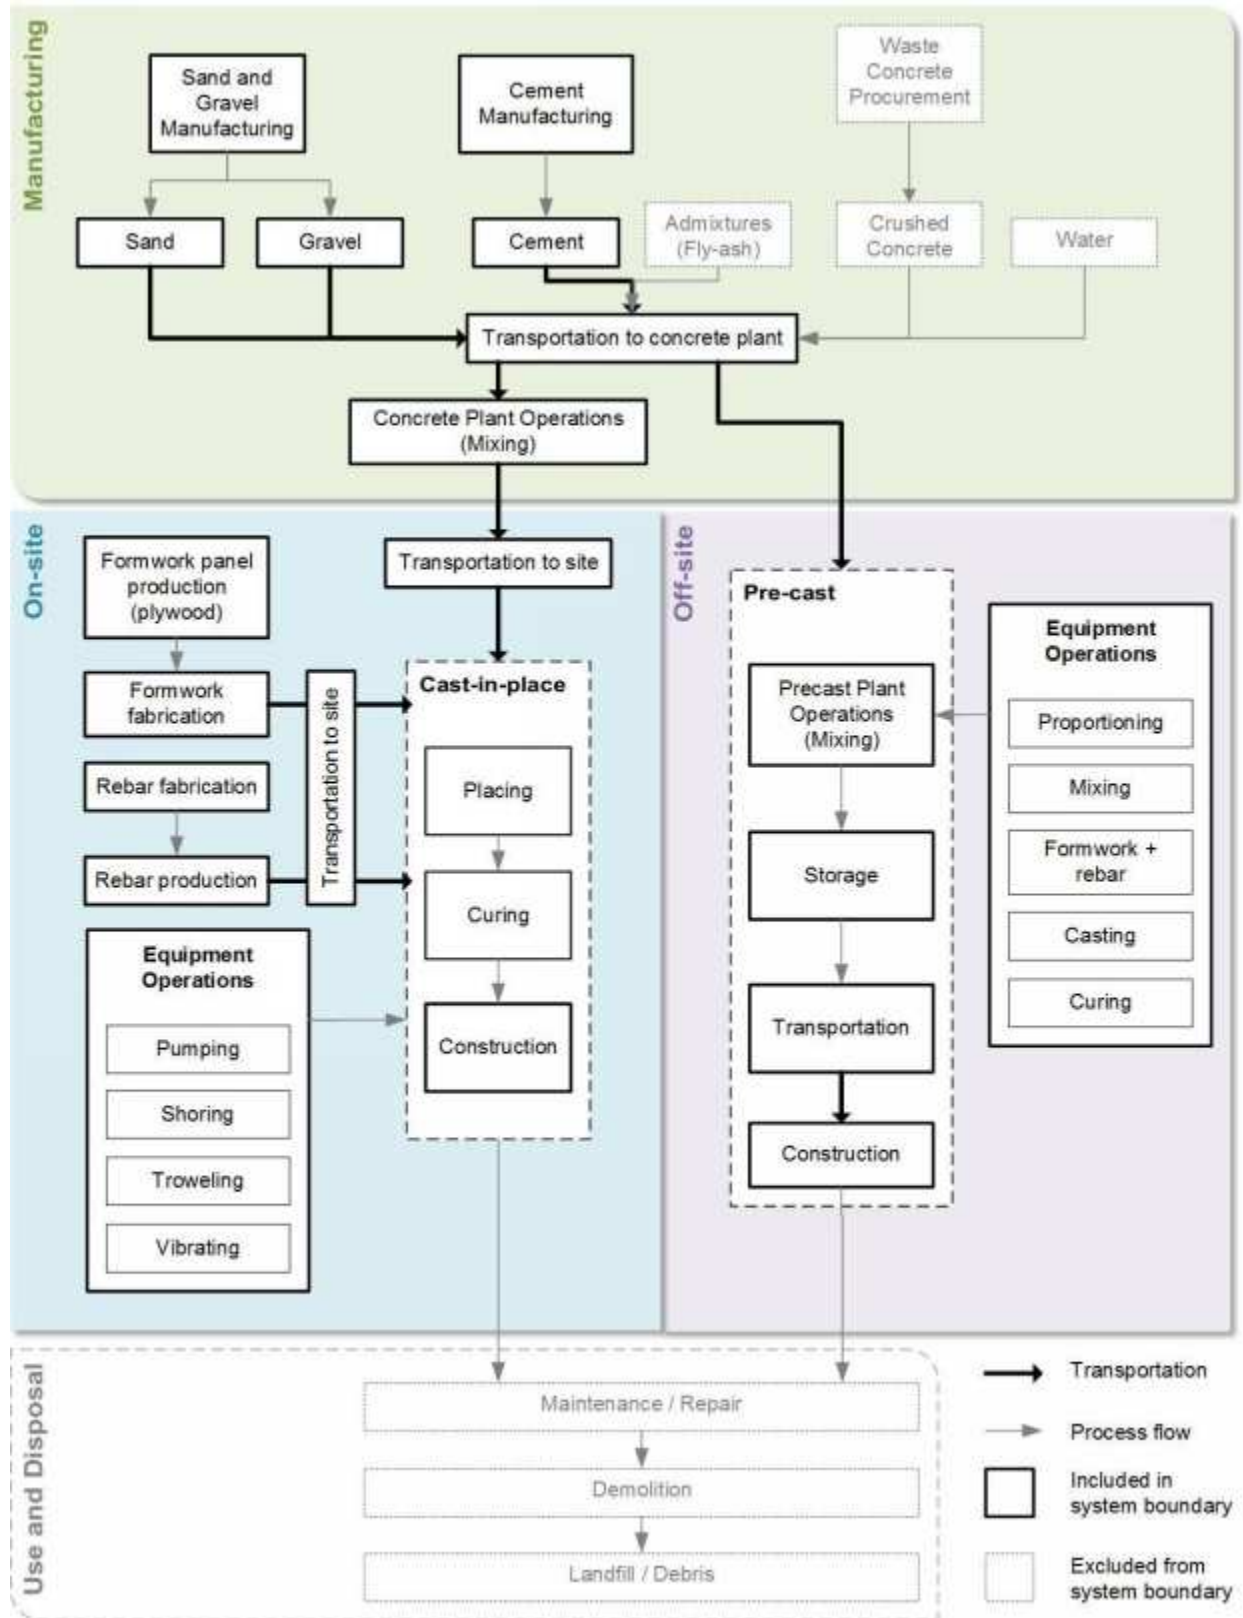 Manufacturing
Sand and
Gravel
Manufacturing
Cement
Manufacturing
Waste
Concrete
Procurement
Sand
Gravel
Cement
Admixtures
(Fly-ash)
Crushed
Concrete
Water
Transportation to concrete plant
Concrete Plant Operations
(Mixing)
On-site
Formwork panel
production
(plywood)
Transportation to site
Formwork
fabrication
Rebar fabrication
Rebar production
Transportation to site
Cast-in-place
Placing
Curing
Construction
Equipment
Operations
Pumping
Shoring
Troweling
Vibrating
Off-site
Pre-cast
Precast Plant
Operations
(Mixing)
Storage
Transportation
Construction
Equipment
Operations
Proportioning
Mixing
Formwork +
rebar
Casting
Curing
Use and Disposal
Maintenance / Repair
Demolition
Landfill / Debris
Transportation
Process flow
Included in
system boundary
Excluded from
system boundary